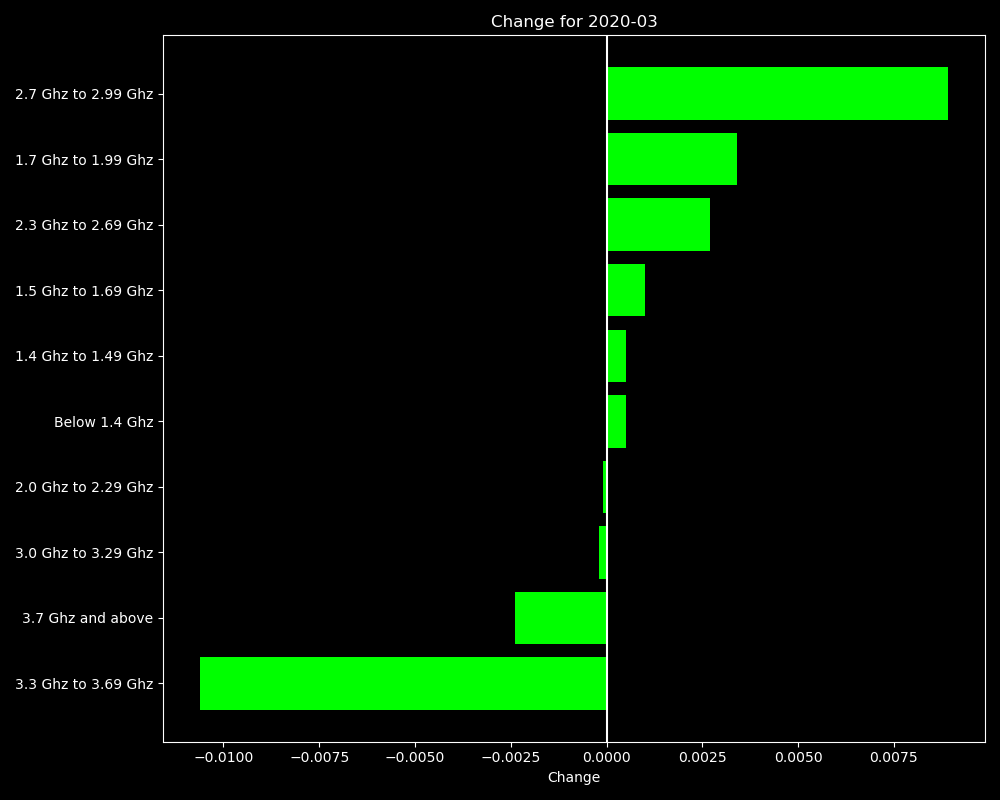 Change for 2020-03
2.7 Ghz to 2.99 Ghz
1.7 Ghz to 1.99 Ghz
2.3 Ghz to 2.69 Ghz
1.5 Ghz to 1.69 Ghz
1.4 Ghz to 1.49 Ghz
Below 1.4 Ghz
2.0 Ghz to 2.29 Ghz
3.0 Ghz to 3.29 Ghz
3.7 Ghz and above
3.3 Ghz to 3.69 Ghz
−0.0100 −0.0075 −0.0050 −0.0025 0.0000 0.0025 0.0050 0.0075
Change